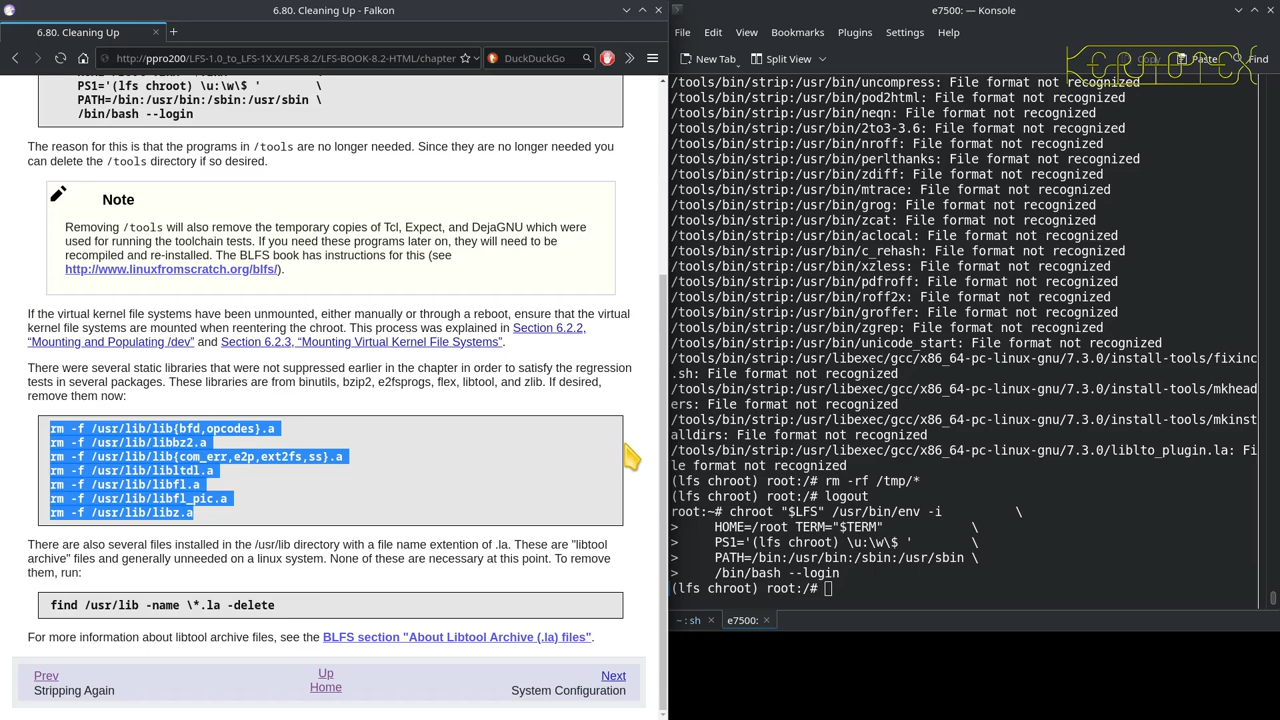 6.80. Cleaning Up - Falkon
6.80. Cleaning Up
http://ppro200/LFS-1.0_to_LFS-1X.X/LFS-8.2/LFS-BOOK-8.2-HTML/chapter
DuckDuckGo
PS1='(lfs chroot) \u:\w\$ ' \
PATH=/bin:/usr/bin:/sbin:/usr/sbin \
/bin/bash --login
The reason for this is that the programs in /tools are no longer needed. Since they are no longer needed you
can delete the /tools directory if so desired.
Note
Removing /tools will also remove the temporary copies of Tcl, Expect, and DejaGNU which were
used for running the toolchain tests. If you need these programs later on, they will need to be
recompiled and re-installed. The BLFS book has instructions for this (see
http://www.linuxfromscratch.org/blfs/).
If the virtual kernel file systems have been unmounted, either manually or through a reboot, ensure that the virtual
kernel file systems are mounted when reentering the chroot. This process was explained in Section 6.2.2,
“Mounting and Populating /dev” and Section 6.2.3, “Mounting Virtual Kernel File Systems”.
There were several static libraries that were not suppressed earlier in the chapter in order to satisfy the regression
tests in several packages. These libraries are from binutils, bzip2, e2fsprogs, flex, libtool, and zlib. If desired,
remove them now:
rm -f /usr/lib/lib{bfd,opcodes}.a
rm -f /usr/lib/libbz2.a
rm -f /usr/lib/lib{com_err,e2p,ext2fs,ss}.a
rm -f /usr/lib/libltdl.a
rm -f /usr/lib/libfl.a
rm -f /usr/lib/libfl_pic.a
rm -f /usr/lib/libz.a
There are also several files installed in the /usr/lib directory with a file name extention of .la. These are "libtool
archive" files and generally unneeded on a linux system. None of these are necessary at this point. To remove
them, run:
find /usr/lib -name \*.la -delete
For more information about libtool archive files, see the BLFS section "About Libtool Archive (.la) files".
Prev
Stripping Again
Up
Home
Next
System Configuration
e7500: — Konsole
File Edit View Bookmarks Plugins Settings Help
New Tab Split View Copy Paste Find
/tools/bin/strip:/usr/bin/uncompress: File format not recognized
/tools/bin/strip:/usr/bin/pod2html: File format not recognized
/tools/bin/strip:/usr/bin/neqn: File format not recognized
/tools/bin/strip:/usr/bin/2to3-3.6: File format not recognized
/tools/bin/strip:/usr/bin/nroff: File format not recognized
/tools/bin/strip:/usr/bin/perlthanks: File format not recognized
/tools/bin/strip:/usr/bin/zdiff: File format not recognized
/tools/bin/strip:/usr/bin/mtrace: File format not recognized
/tools/bin/strip:/usr/bin/grog: File format not recognized
/tools/bin/strip:/usr/bin/zcat: File format not recognized
/tools/bin/strip:/usr/bin/aclocal: File format not recognized
/tools/bin/strip:/usr/bin/c_rehash: File format not recognized
/tools/bin/strip:/usr/bin/xzless: File format not recognized
/tools/bin/strip:/usr/bin/pdfroff: File format not recognized
/tools/bin/strip:/usr/bin/roff2x: File format not recognized
/tools/bin/strip:/usr/bin/groffer: File format not recognized
/tools/bin/strip:/usr/bin/zgrep: File format not recognized
/tools/bin/strip:/usr/bin/unicode_start: File format not recognized
/tools/bin/strip:/usr/libexec/gcc/x86_64-pc-linux-gnu/7.3.0/install-tools/fixinc
.sh: File format not recognized
/tools/bin/strip:/usr/libexec/gcc/x86_64-pc-linux-gnu/7.3.0/install-tools/mkhead
ers: File format not recognized
/tools/bin/strip:/usr/libexec/gcc/x86_64-pc-linux-gnu/7.3.0/install-tools/mkinst
alldirs: File format not recognized
/tools/bin/strip:/usr/libexec/gcc/x86_64-pc-linux-gnu/7.3.0/liblto_plugin.la: Fi
le format not recognized
(lfs chroot) root:/# rm -rf /tmp/*
(lfs chroot) root:/# logout
root:~# chroot "$LFS" /usr/bin/env -i \
> HOME=/root TERM="$TERM" \
> PS1='(lfs chroot) \u:\w\$ ' \
> PATH=/bin:/usr/bin:/sbin:/usr/sbin \
> /bin/bash --login
(lfs chroot) root:/#
~ : sh
e7500: